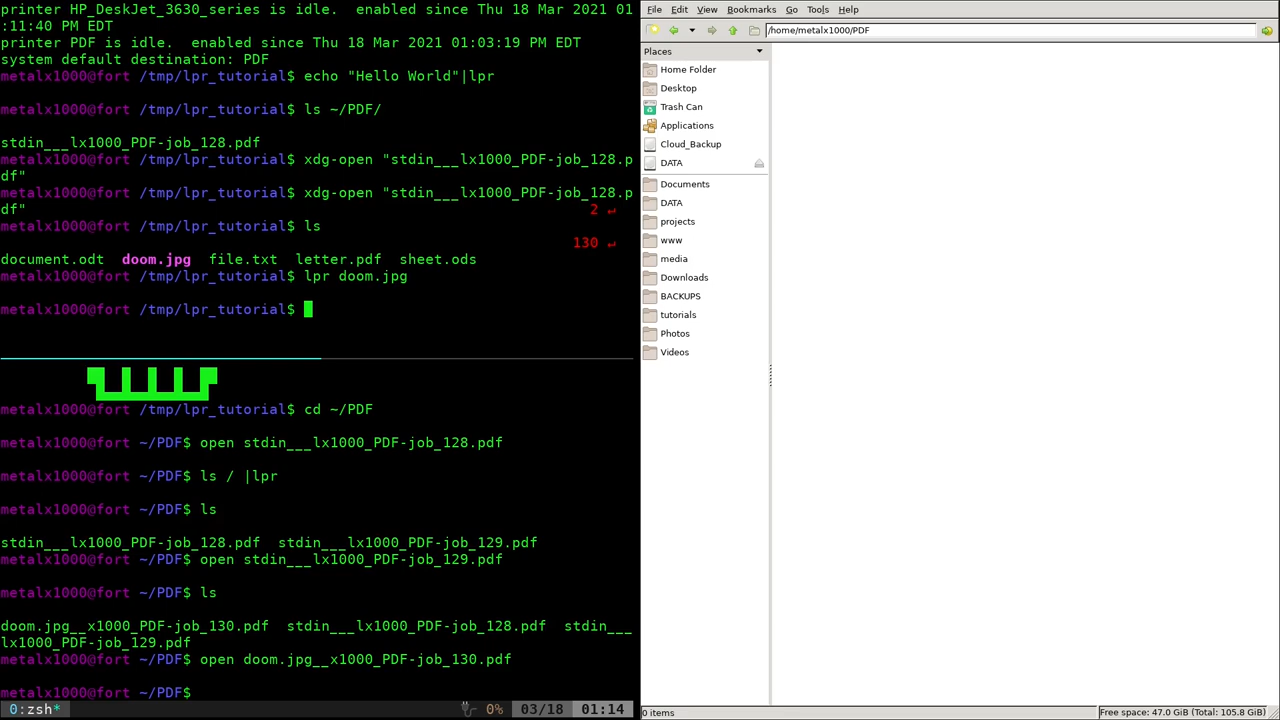 printer HP_DeskJet_3630_series is idle.  enabled since Thu 18 Mar 2021 01
:11:40 PM EDT
printer PDF is idle.  enabled since Thu 18 Mar 2021 01:03:19 PM EDT
system default destination: PDF
metalx1000@fort /tmp/lpr_tutorial$ echo "Hello World"|lpr
metalx1000@fort /tmp/lpr_tutorial$ ls ~/PDF/
stdin___lx1000_PDF-job_128.pdf
metalx1000@fort /tmp/lpr_tutorial$ xdg-open "stdin___lx1000_PDF-job_128.p
df"
metalx1000@fort /tmp/lpr_tutorial$ xdg-open "stdin___lx1000_PDF-job_128.p
df" 2 ↵
metalx1000@fort /tmp/lpr_tutorial$ ls
130 ↵
document.odt  doom.jpg  file.txt  letter.pdf  sheet.ods
metalx1000@fort /tmp/lpr_tutorial$ lpr doom.jpg
metalx1000@fort /tmp/lpr_tutorial$
metalx1000@fort /tmp/lpr_tutorial$ cd ~/PDF
metalx1000@fort ~/PDF$ open stdin___lx1000_PDF-job_128.pdf
metalx1000@fort ~/PDF$ ls / |lpr
metalx1000@fort ~/PDF$ ls
stdin___lx1000_PDF-job_128.pdf  stdin___lx1000_PDF-job_129.pdf
metalx1000@fort ~/PDF$ open stdin___lx1000_PDF-job_129.pdf
metalx1000@fort ~/PDF$ ls
doom.jpg__x1000_PDF-job_130.pdf  stdin___lx1000_PDF-job_128.pdf  stdin___
lx1000_PDF-job_129.pdf
metalx1000@fort ~/PDF$ open doom.jpg__x1000_PDF-job_130.pdf
metalx1000@fort ~/PDF$
0:zsh* 0% 03/18 01:14
File Edit View Bookmarks Go Tools Help
/home/metalx1000/PDF
Places
Home Folder
Desktop
Trash Can
Applications
Cloud_Backup
DATA
Documents
DATA
projects
www
media
Downloads
BACKUPS
tutorials
Photos
Videos
0 items Free space: 47.0 GiB (Total: 105.8 GiB)